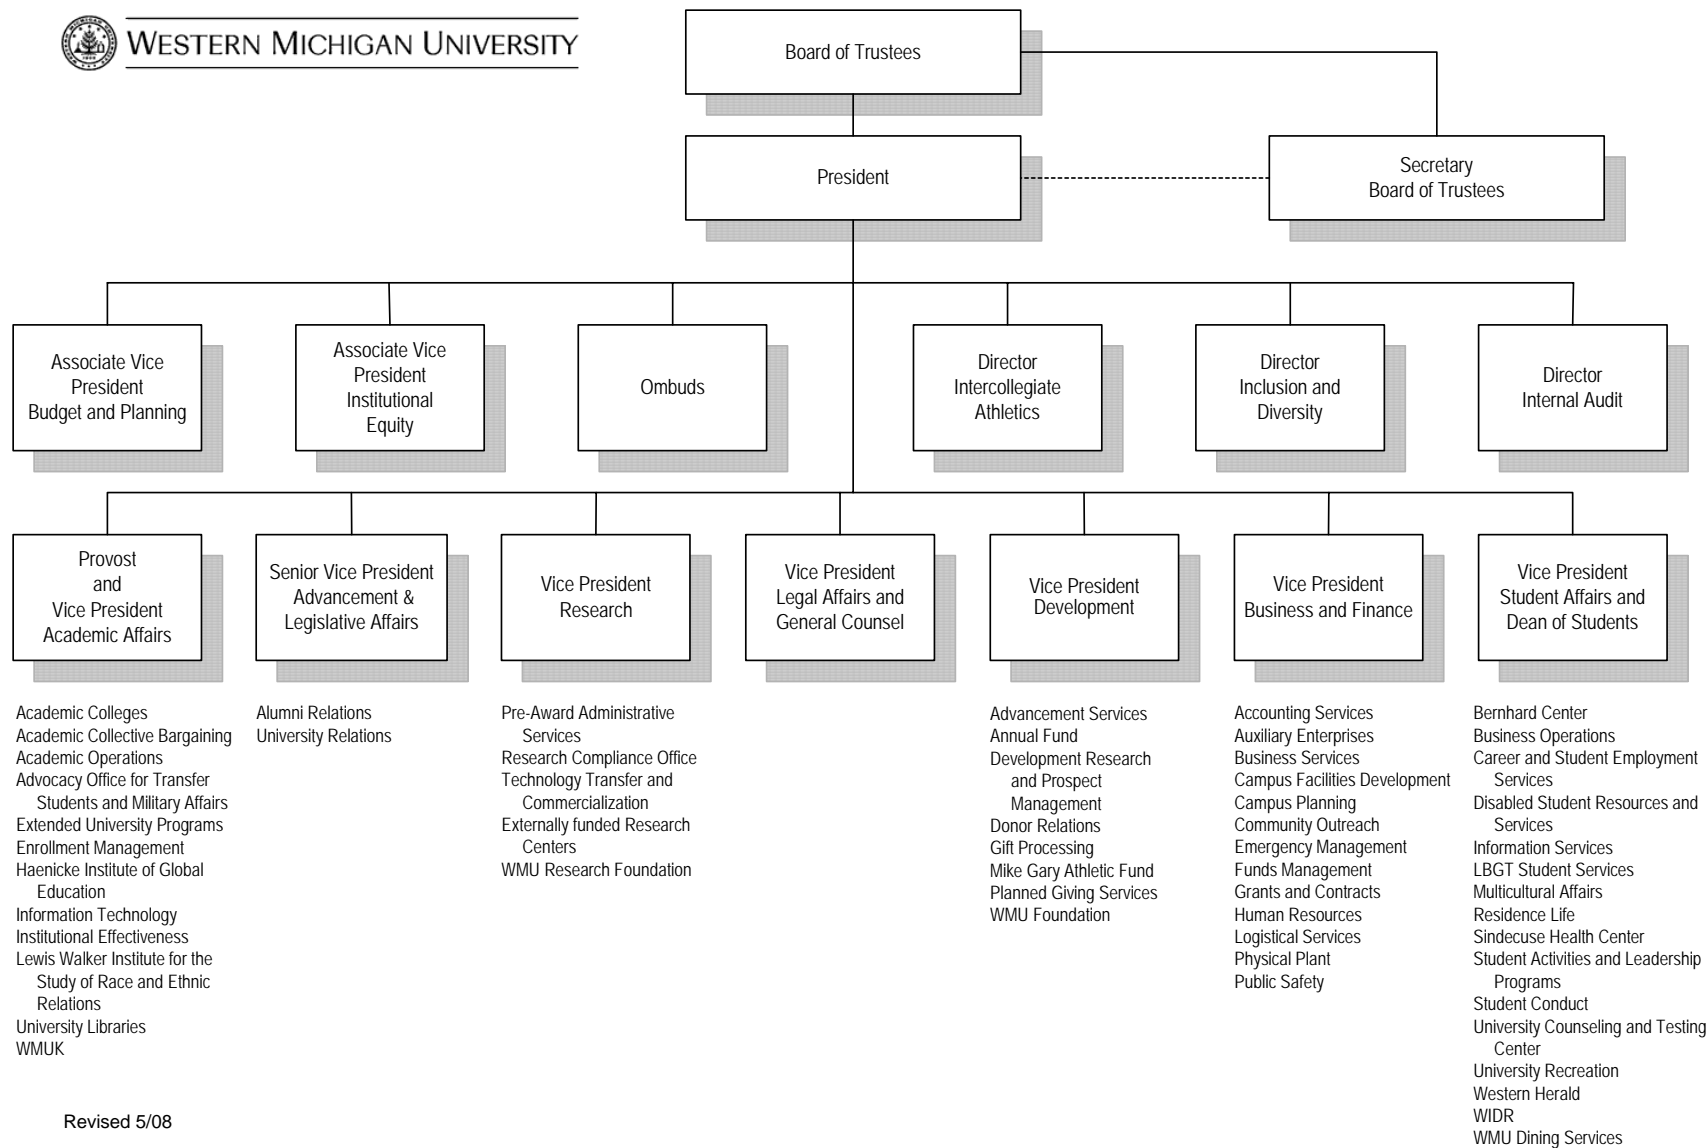 WESTERN MICHIGAN UNIVERSITY
Board of Trustees
President
Secretary
Board of Trustees
Associate Vice
President
Budget and Planning
Associate Vice
President
Institutional
Equity
Ombuds
Director
Intercollegiate
Athletics
Director
Inclusion and
Diversity
Director
Internal Audit
Provost
and
Vice President
Academic Affairs
Senior Vice President
Advancement &
Legislative Affairs
Vice President
Research
Vice President
Legal Affairs and
General Counsel
Vice President
Development
Vice President
Business and Finance
Vice President
Student Affairs and
Dean of Students
Academic Colleges
Academic Collective Bargaining
Academic Operations
Advocacy Office for Transfer
Students and Military Affairs
Extended University Programs
Enrollment Management
Haenicke Institute of Global
Education
Information Technology
Institutional Effectiveness
Lewis Walker Institute for the
Study of Race and Ethnic
Relations
University Libraries
WMUK
Alumni Relations
University Relations
Pre-Award Administrative
Services
Research Compliance Office
Technology Transfer and
Commercialization
Externally funded Research
Centers
WMU Research Foundation
Advancement Services
Annual Fund
Development Research
and Prospect
Management
Donor Relations
Gift Processing
Mike Gary Athletic Fund
Planned Giving Services
WMU Foundation
Accounting Services
Auxiliary Enterprises
Business Services
Campus Facilities Development
Campus Planning
Community Outreach
Emergency Management
Funds Management
Grants and Contracts
Human Resources
Logistical Services
Physical Plant
Public Safety
Bernhard Center
Business Operations
Career and Student Employment
Services
Disabled Student Resources and
Services
Information Services
LBGT Student Services
Multicultural Affairs
Residence Life
Sindecuse Health Center
Student Activities and Leadership
Programs
Student Conduct
University Counseling and Testing
Center
University Recreation
Western Herald
WIDR
WMU Dining Services
Revised 5/08